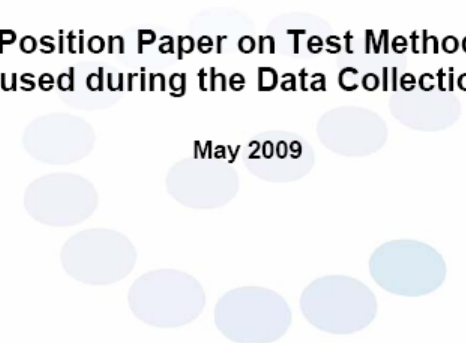 Position Paper on Test Metho
used during the Data Collectio
May 2009